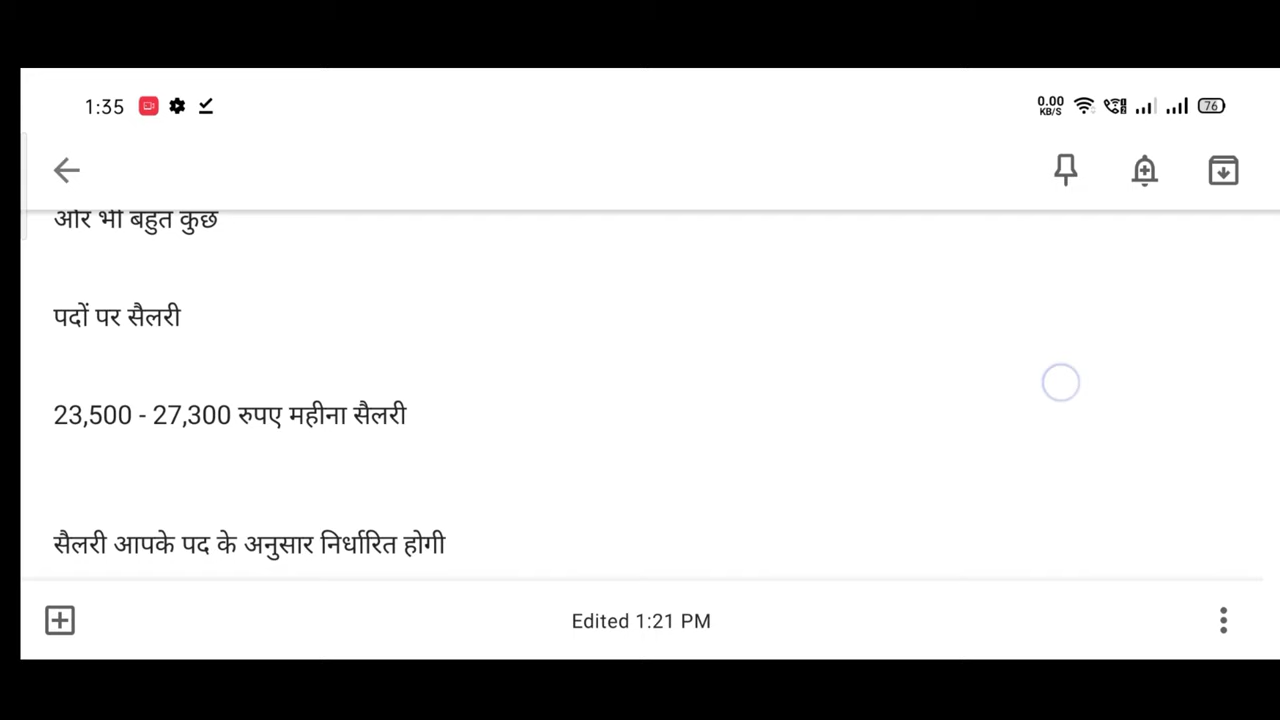 1:35
0.00
KB/S
76
और भी बहुत कुछ
पदों पर सैलरी
23,500 - 27,300 रुपए महीना सैलरी
सैलरी आपके पद के अनुसार निर्धारित होगी
Edited 1:21 PM